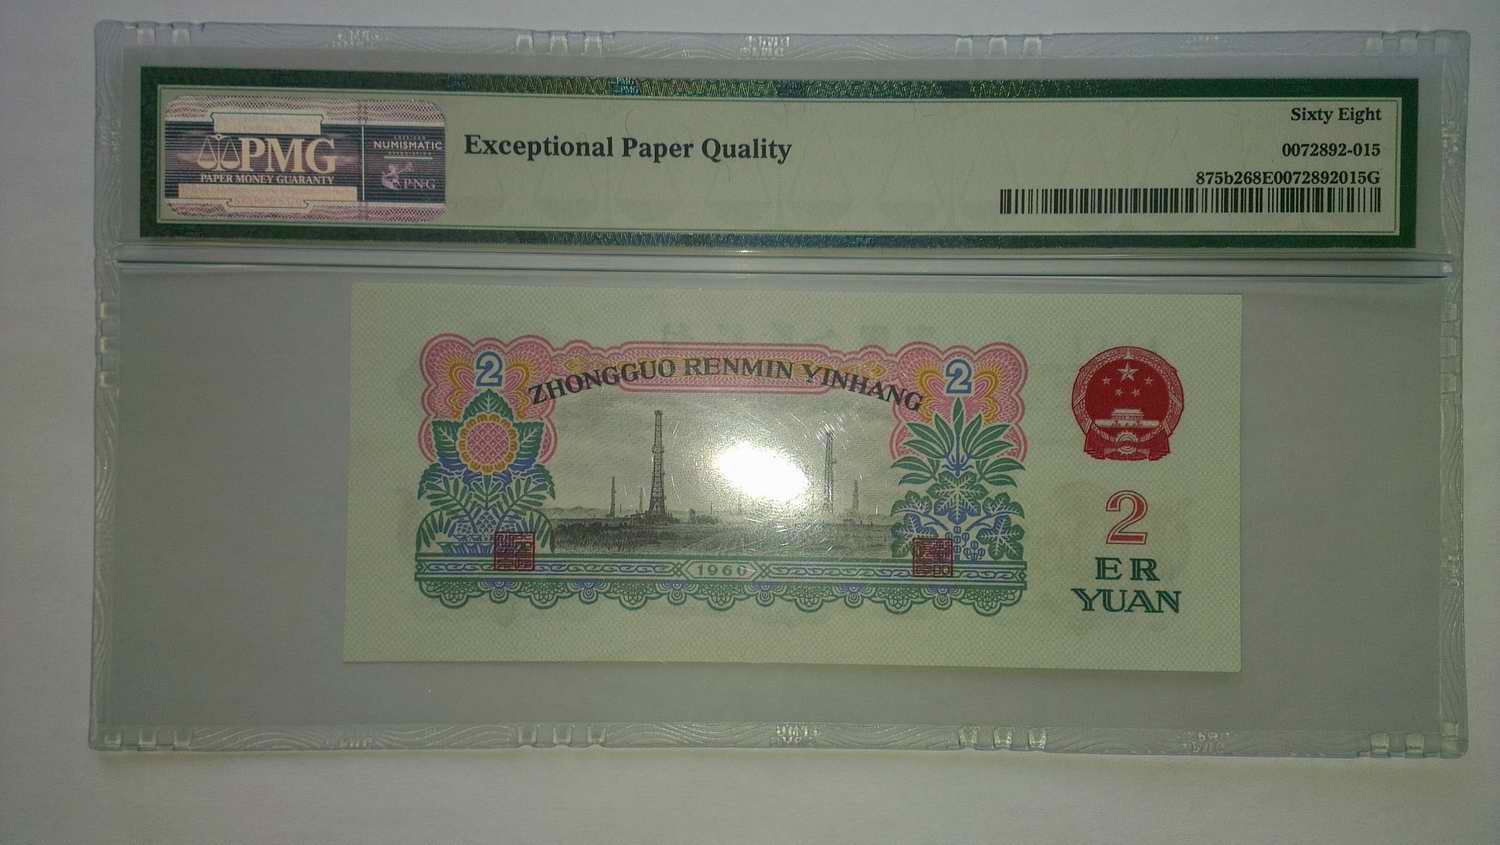 Sixty Eight
PMG
PAPER MONEY GUARANTY
NUMISMATIC
PNG
Exceptional Paper Quality
0072892-015
875b268E0072892015G
2
ZHONGGUO RENMIN YINHANG
2
1960
2
ER
YUAN